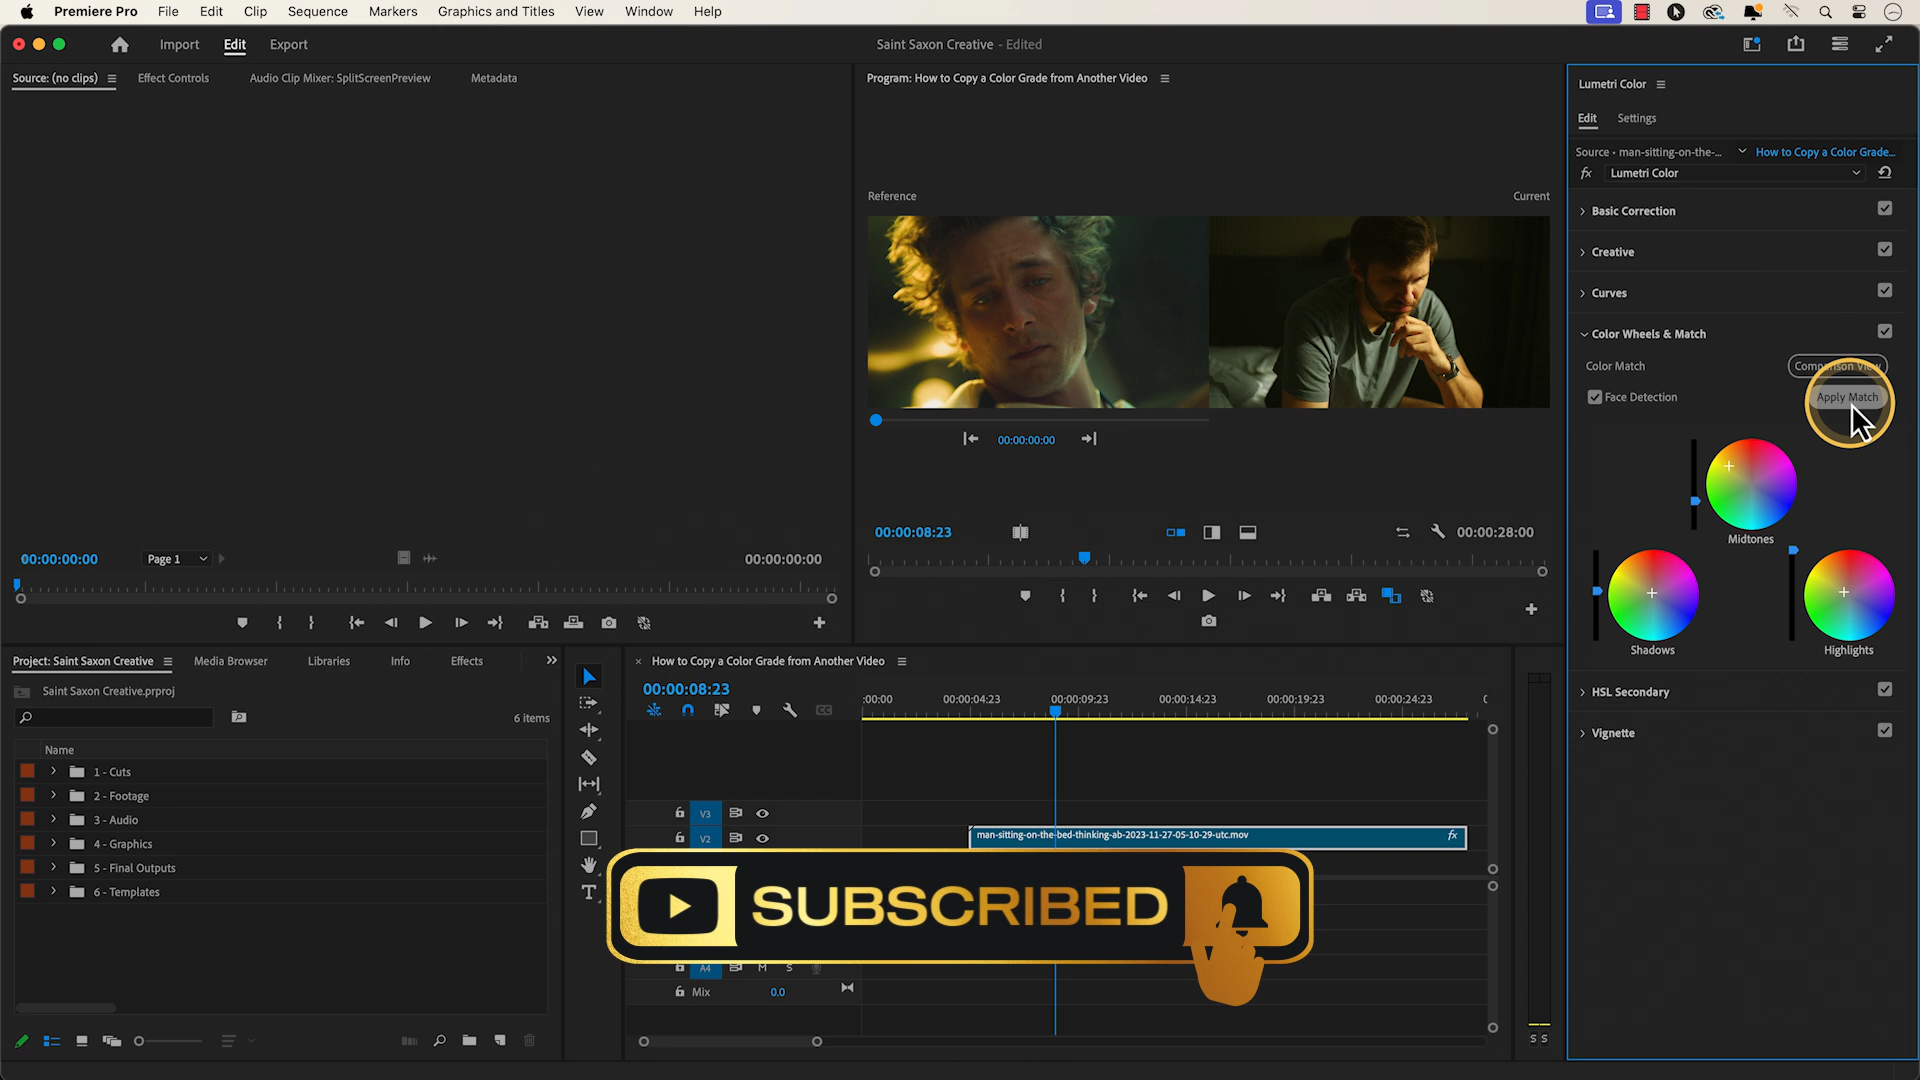 Premiere Pro File Edit Clip Sequence Markers Graphics and Titles View Window Help
Import Edit Export
Saint Saxon Creative - Edited
Source: (no clips) Effect Controls Audio Clip Mixer: SplitScreenPreview Metadata
Program: How to Copy a Color Grade from Another Video
Reference Current
00:00:00:00
00:00:08:23 00:00:28:00
00:00:00:00 Page 1 00:00:00:00
Lumetri Color
Edit Settings
Source • man-sitting-on-the-... How to Copy a Color Grade...
fx Lumetri Color
Basic Correction
Creative
Curves
Color Wheels & Match
Color Match Comparison View
Face Detection Apply Match
Midtones
Shadows Highlights
HSL Secondary
Vignette
Project: Saint Saxon Creative Media Browser Libraries Info Effects
Saint Saxon Creative.prproj
6 items
Name
1 - Cuts
2 - Footage
3 - Audio
4 - Graphics
5 - Final Outputs
6 - Templates
How to Copy a Color Grade from Another Video
00:00:08:23
:00:00 00:00:04:23 00:00:09:23 00:00:14:23 00:00:19:23 00:00:24:23
V3
V2 man-sitting-on-the-bed-thinking-ab-2023-11-27-05-10-29-utc.mov fx
SUBSCRIBED
A4 M S
Mix 0.0
S S